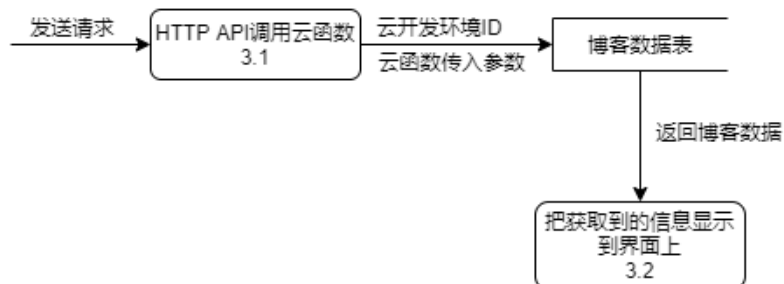 发送请求
HTTP API调用云函数
3.1
云开发环境ID
云函数传入参数
博客数据表
返回博客数据
把获取到的信息显示
到界面上
3.2